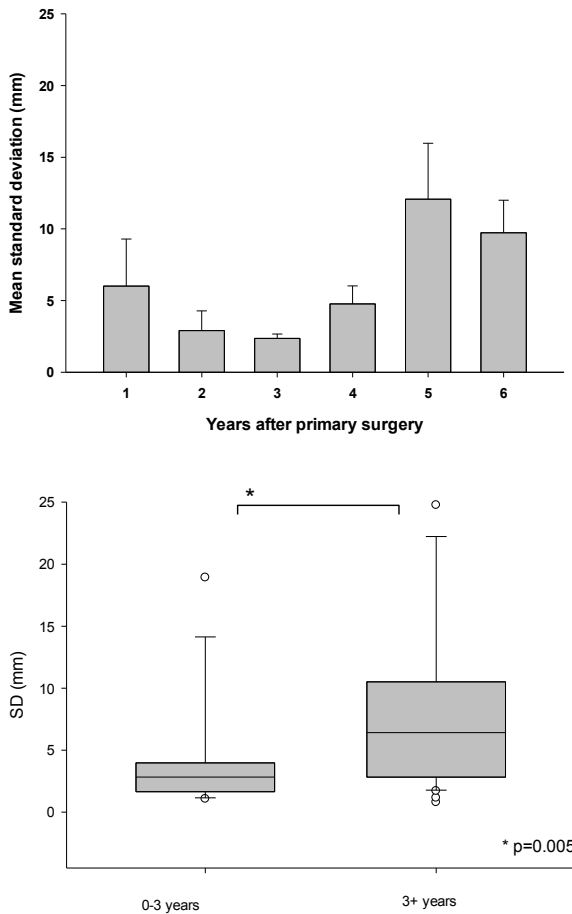 25
20
15
10
5
0
Mean standard deviation (mm)
1 2 3 4 5 6
Years after primary surgery
25
20
15
10
5
0
SD (mm)
*
* p=0.005
0-3 years 3+ years